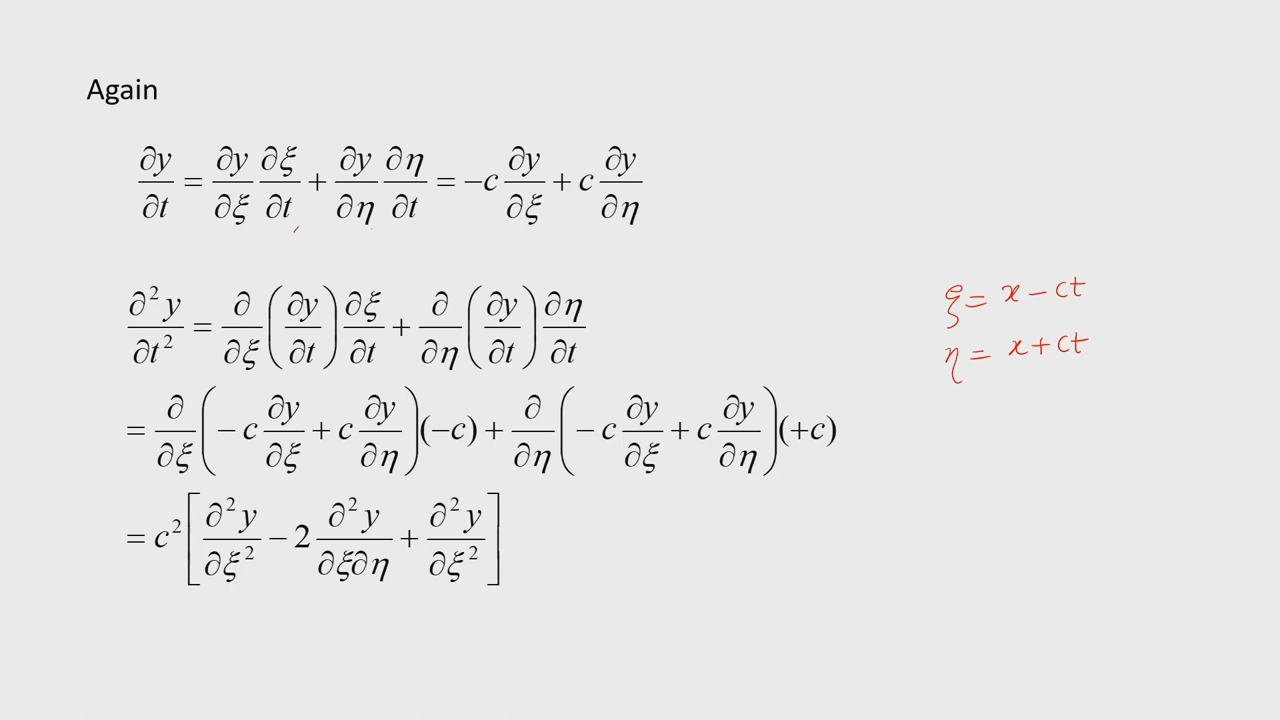 Again
∂y/∂t = ∂y/∂ξ ∂ξ/∂t + ∂y/∂η ∂η/∂t = −c ∂y/∂ξ + c ∂y/∂η
∂²y/∂t² = ∂/∂ξ (∂y/∂t) ∂ξ/∂t + ∂/∂η (∂y/∂t) ∂η/∂t
ξ = x − ct
η = x + ct
= ∂/∂ξ (−c ∂y/∂ξ + c ∂y/∂η)(−c) + ∂/∂η (−c ∂y/∂ξ + c ∂y/∂η)(+c)
= c² [∂²y/∂ξ² − 2 ∂²y/∂ξ∂η + ∂²y/∂ξ²]